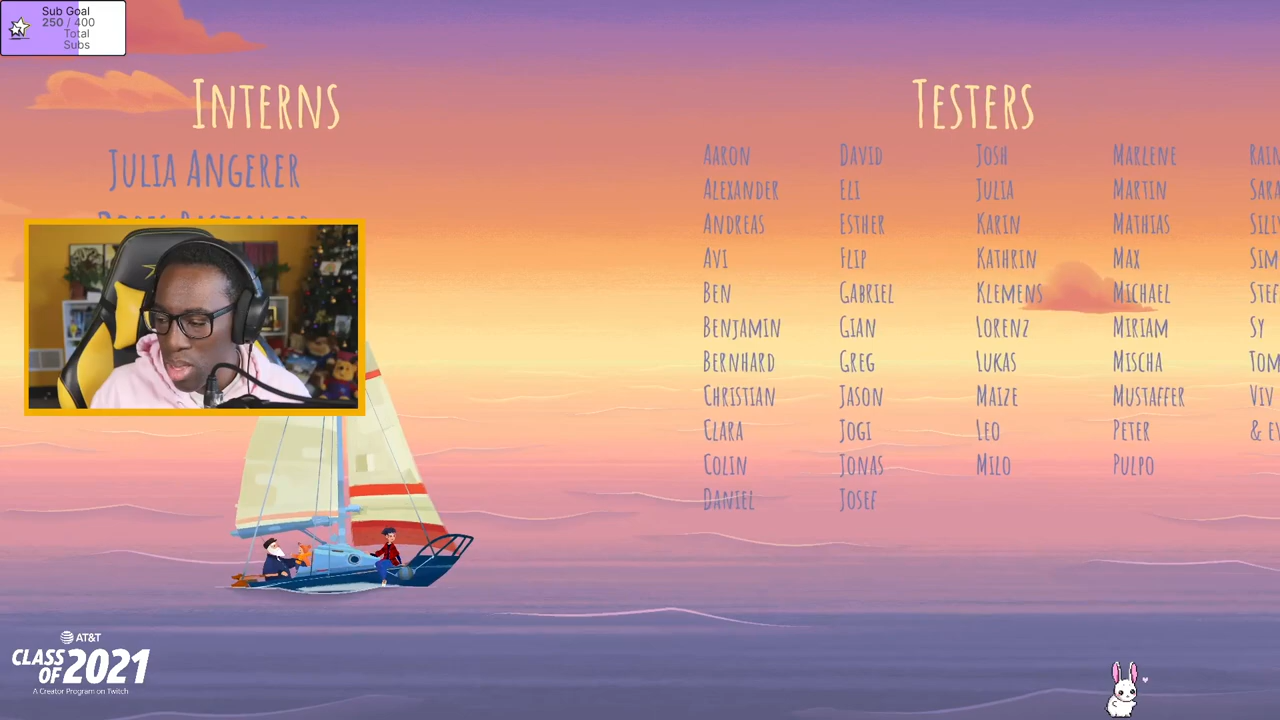 Sub Goal
250 / 400
Total
Subs
INTERNS
JULIA ANGERER
TESTERS
AARON DAVID JOSH MARLENE
ALEXANDER ELI JULIA MARTIN
ANDREAS ESTHER KARIN MATHIAS
AVI FLIP KATHRIN MAX
BEN GABRIEL KLEMENS MICHAEL
BENJAMIN GIAN LORENZ MIRIAM SY
BERNHARD GREG LUKAS MISCHA
CHRISTIAN JASON MAIZE MUSTAFFER VIV
CLARA JOGI LEO PETER &
COLIN JONAS MILO PULPO
DANIEL JOSEF
AT&T
CLASS
OF 2021
A Creator Program on Twitch